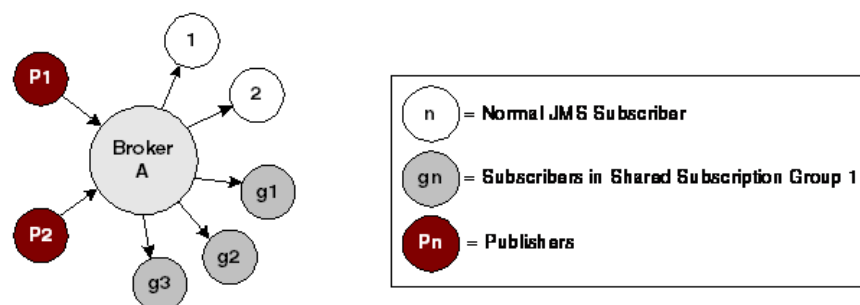 P1
1
2
Broker
A
g1
P2
g2
g3
n = Normal JMS Subscriber
gn = Subscribers in Shared Subscription Group 1
Pn = Publishers